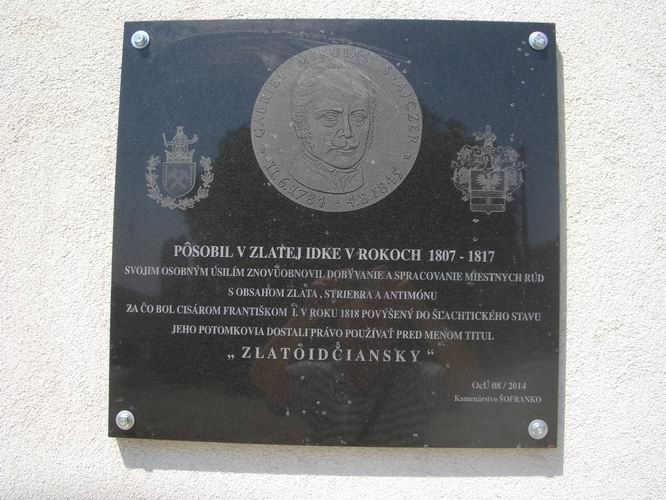 GABRIEL MIKULÁŠ ŠVAJCZER
11.6.1784 - 4.8.1845
PÔSOBIL V ZLATEJ IDKE V ROKOCH 1807 - 1817
SVOJIM OSOBNÝM ÚSILÍM ZNOVUOBNOVIL DOBÝVANIE A SPRACOVANIE MIESTNYCH RÚD
S OBSAHOM ZLATA , STRIEBRA A ANTIMÓNU
ZA ČO BOL CISÁROM FRANTIŠKOM I. V ROKU 1818 POVÝŠENÝ DO ŠĽACHTICKÉHO STAVU
JEHO POTOMKOVIA DOSTALI PRÁVO POUŽÍVAŤ PRED MENOM TITUL
„ ZLATOIDČIANSKY “
OcÚ 08 / 2014
Kamenárstvo ŠOFRANKO